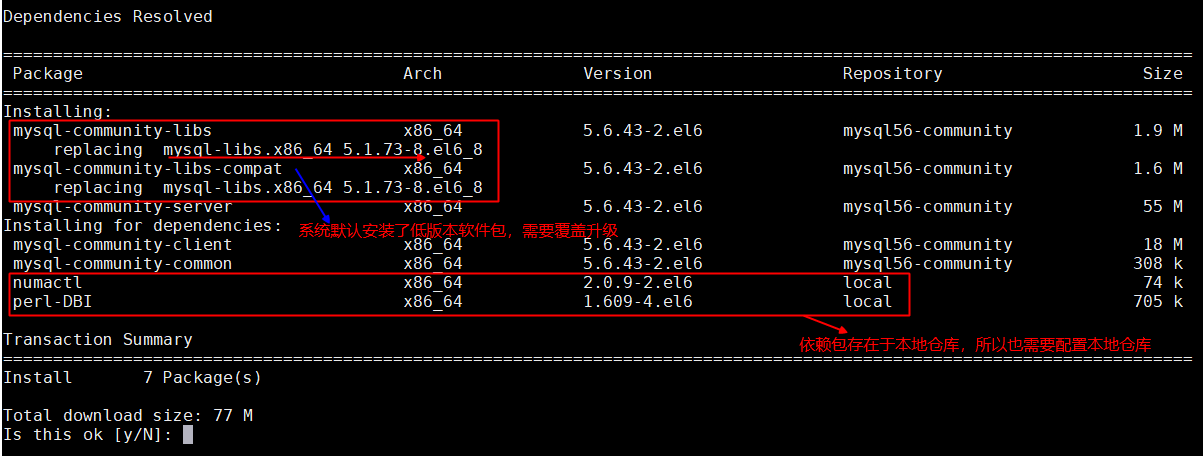 Dependencies Resolved
================================================================================
Package Arch Version Repository Size
================================================================================
Installing:
mysql-community-libs x86_64 5.6.43-2.el6 mysql56-community 1.9 M
replacing mysql-libs.x86_64 5.1.73-8.el6_8
mysql-community-libs-compat x86_64 5.6.43-2.el6 mysql56-community 1.6 M
replacing mysql-libs.x86_64 5.1.73-8.el6_8
mysql-community-server x86_64 5.6.43-2.el6 mysql56-community 55 M
Installing for dependencies:
系统默认安装了低版本软件包，需要覆盖升级
mysql-community-client x86_64 5.6.43-2.el6 mysql56-community 18 M
mysql-community-common x86_64 5.6.43-2.el6 mysql56-community 308 k
numactl x86_64 2.0.9-2.el6 local 74 k
perl-DBI x86_64 1.609-4.el6 local 705 k
Transaction Summary
依赖包存在于本地仓库，所以也需要配置本地仓库
================================================================================
Install 7 Package(s)
Total download size: 77 M
Is this ok [y/N]: